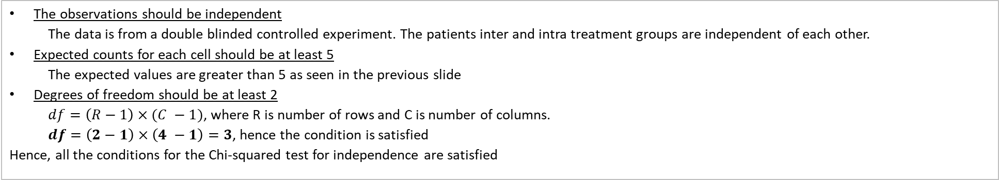 • The observations should be independent
The data is from a double blinded controlled experiment. The patients inter and intra treatment groups are independent of each other.
• Expected counts for each cell should be at least 5
The expected values are greater than 5 as seen in the previous slide
• Degrees of freedom should be at least 2
df = (R − 1) × (C − 1), where R is number of rows and C is number of columns.
df = (2 − 1) × (4 − 1) = 3, hence the condition is satisfied
Hence, all the conditions for the Chi-squared test for independence are satisfied